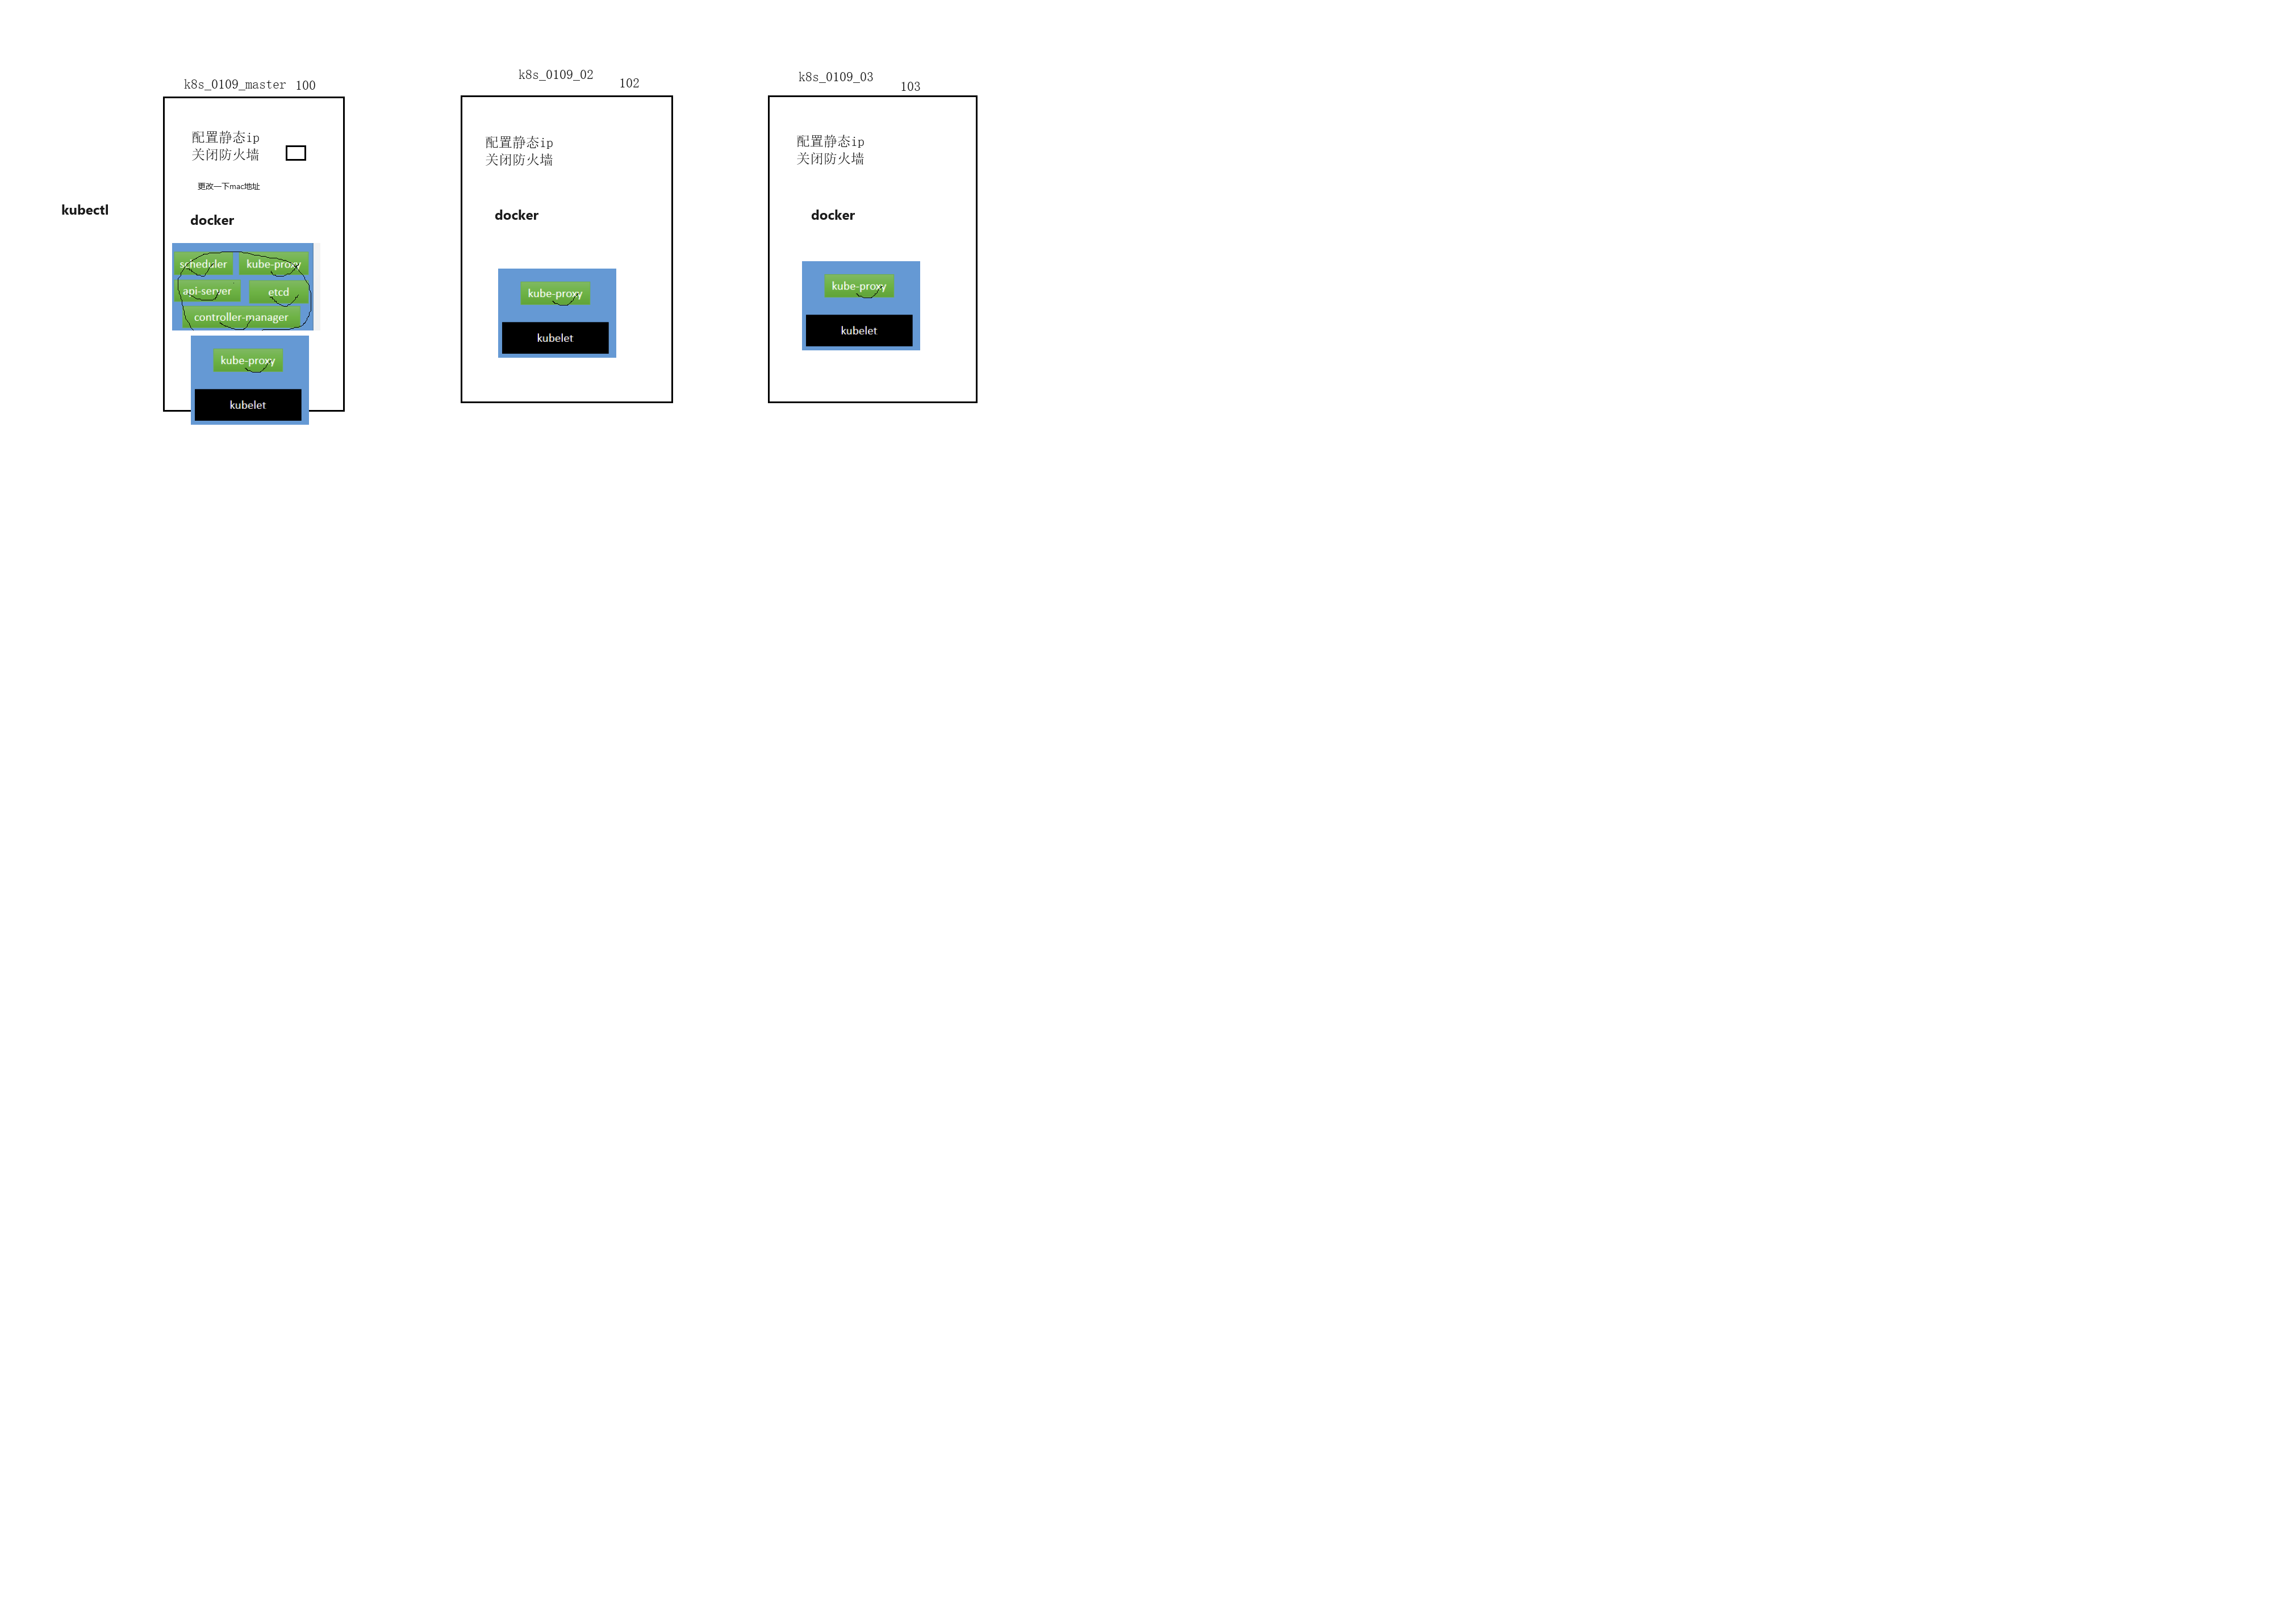 kubectl
k8s_0109_master 100
配置静态ip
关闭防火墙
更改一下mac地址
docker
scheduler kube-proxy
api-server etcd
controller-manager
kube-proxy
kubelet
k8s_0109_02 102
配置静态ip
关闭防火墙
docker
kube-proxy
kubelet
k8s_0109_03 103
配置静态ip
关闭防火墙
docker
kube-proxy
kubelet